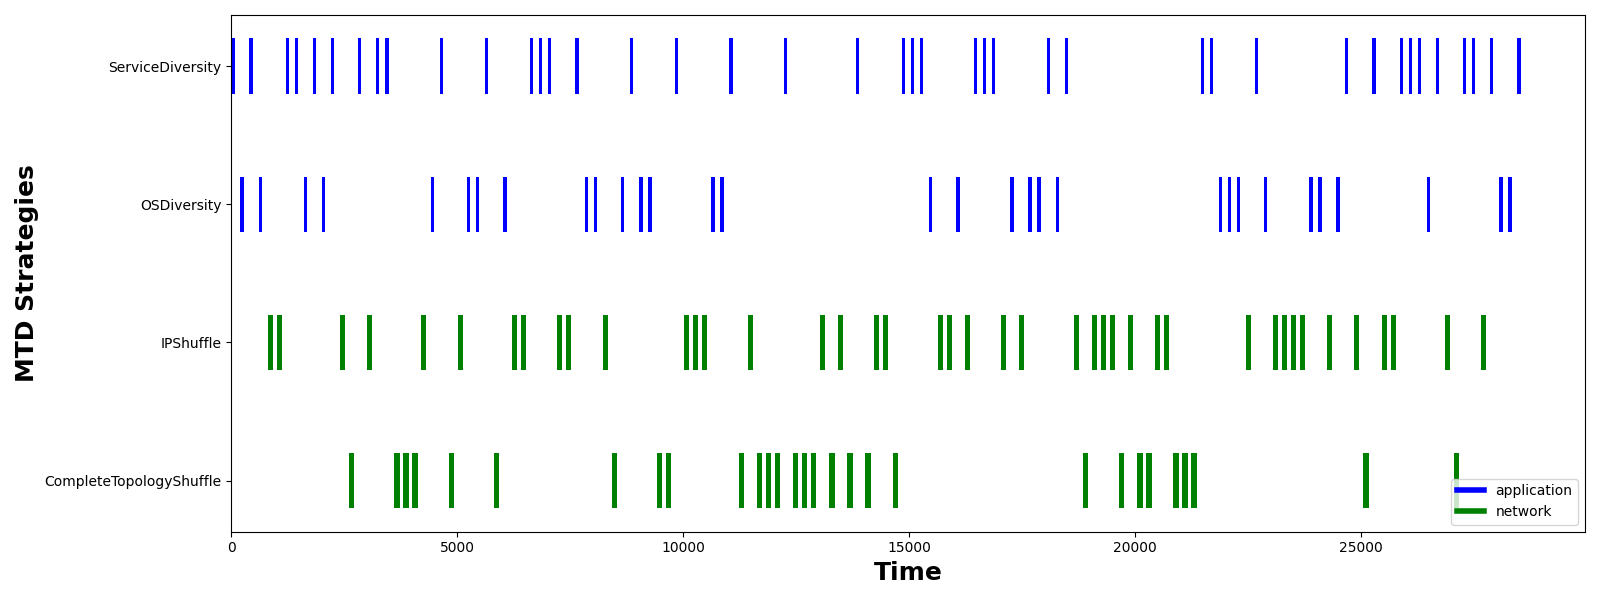 MTD Strategies
ServiceDiversity
OSDiversity
IPShuffle
CompleteTopologyShuffle
application
network
0 5000 10000 15000 20000 25000
Time